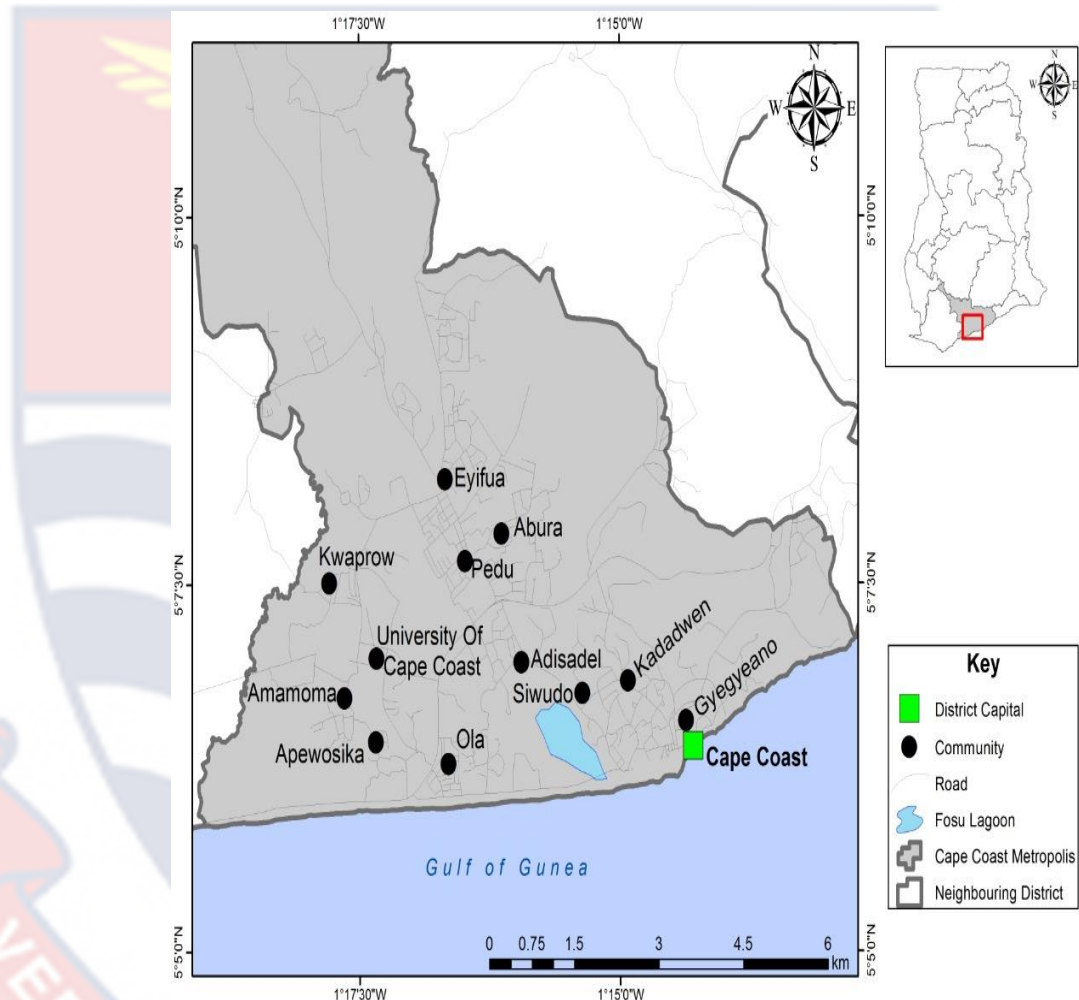 1°17'30"W
1°15'0"W
N
W
E
S
5°10'0"N
5°10'0"N
N
W
E
S
Eyifua
Abura
Pedu
Kwaprow
5°7'30"N
5°7'30"N
University Of
Cape Coast
Adisadel
Kadadwen
Siwudo
Gyegyeano
Amamoma
Apewosika
Ola
Cape Coast
Gulf of Gunea
Key
District Capital
Community
Road
Fosu Lagoon
Cape Coast Metropolis
Neighbouring District
0 0.75 1.5 3 4.5 6
km
5°5'0"N
5°5'0"N
1°17'30"W
1°15'0"W
VE